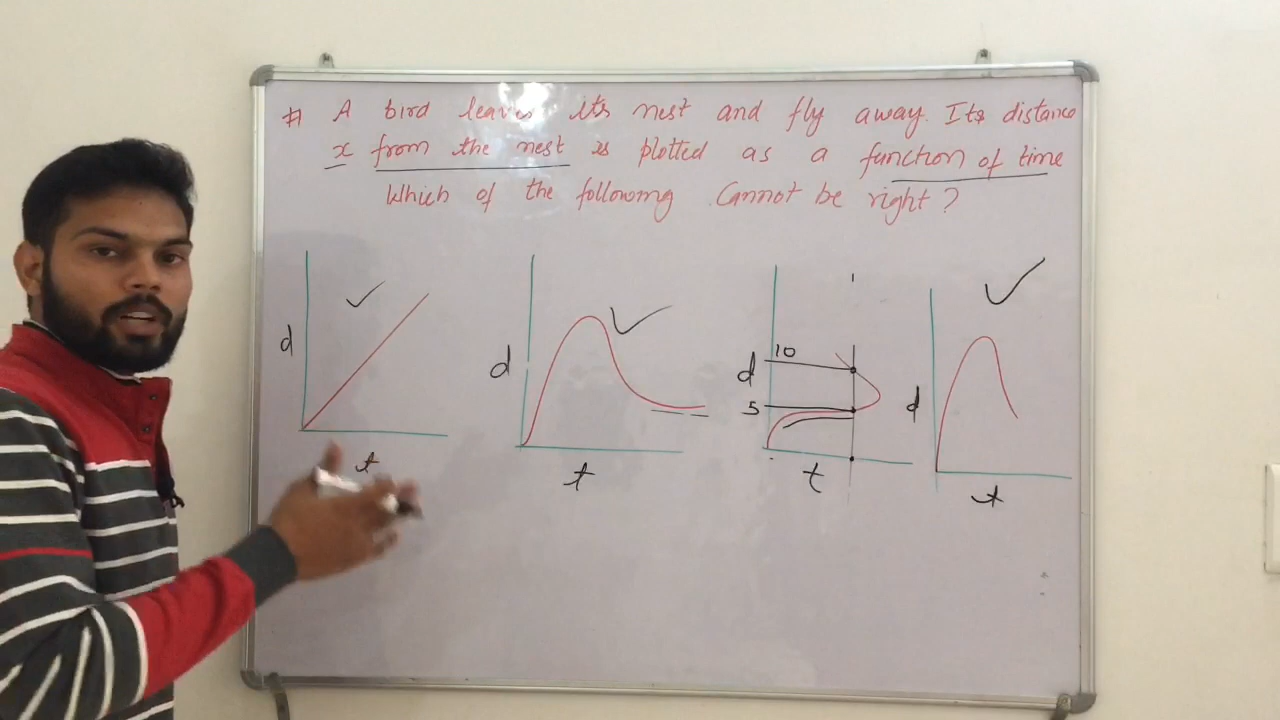 # A bird leaves its nest and fly away. Its distance
x from the nest is plotted as a function of time
Which of the following Cannot be right?
d
t
d
t
10
d
5
t
d
t